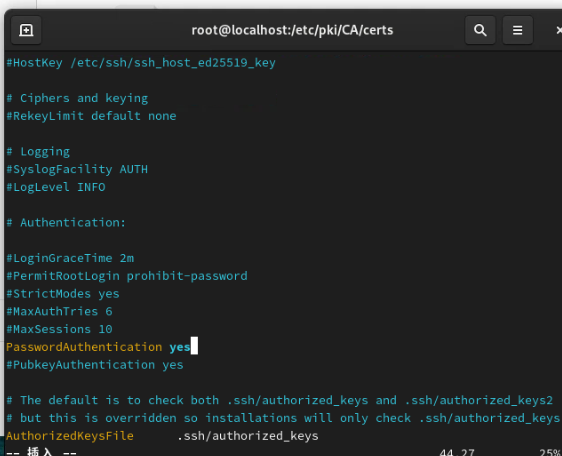 root@localhost:/etc/pki/CA/certs
#HostKey /etc/ssh/ssh_host_ed25519_key
# Ciphers and keying
#RekeyLimit default none
# Logging
#SyslogFacility AUTH
#LogLevel INFO
# Authentication:
#LoginGraceTime 2m
#PermitRootLogin prohibit-password
#StrictModes yes
#MaxAuthTries 6
#MaxSessions 10
PasswordAuthentication yes
#PubkeyAuthentication yes
# The default is to check both .ssh/authorized_keys and .ssh/authorized_keys2
# but this is overridden so installations will only check .ssh/authorized_keys
AuthorizedKeysFile .ssh/authorized_keys
-- 插入 -- 44,27 25%